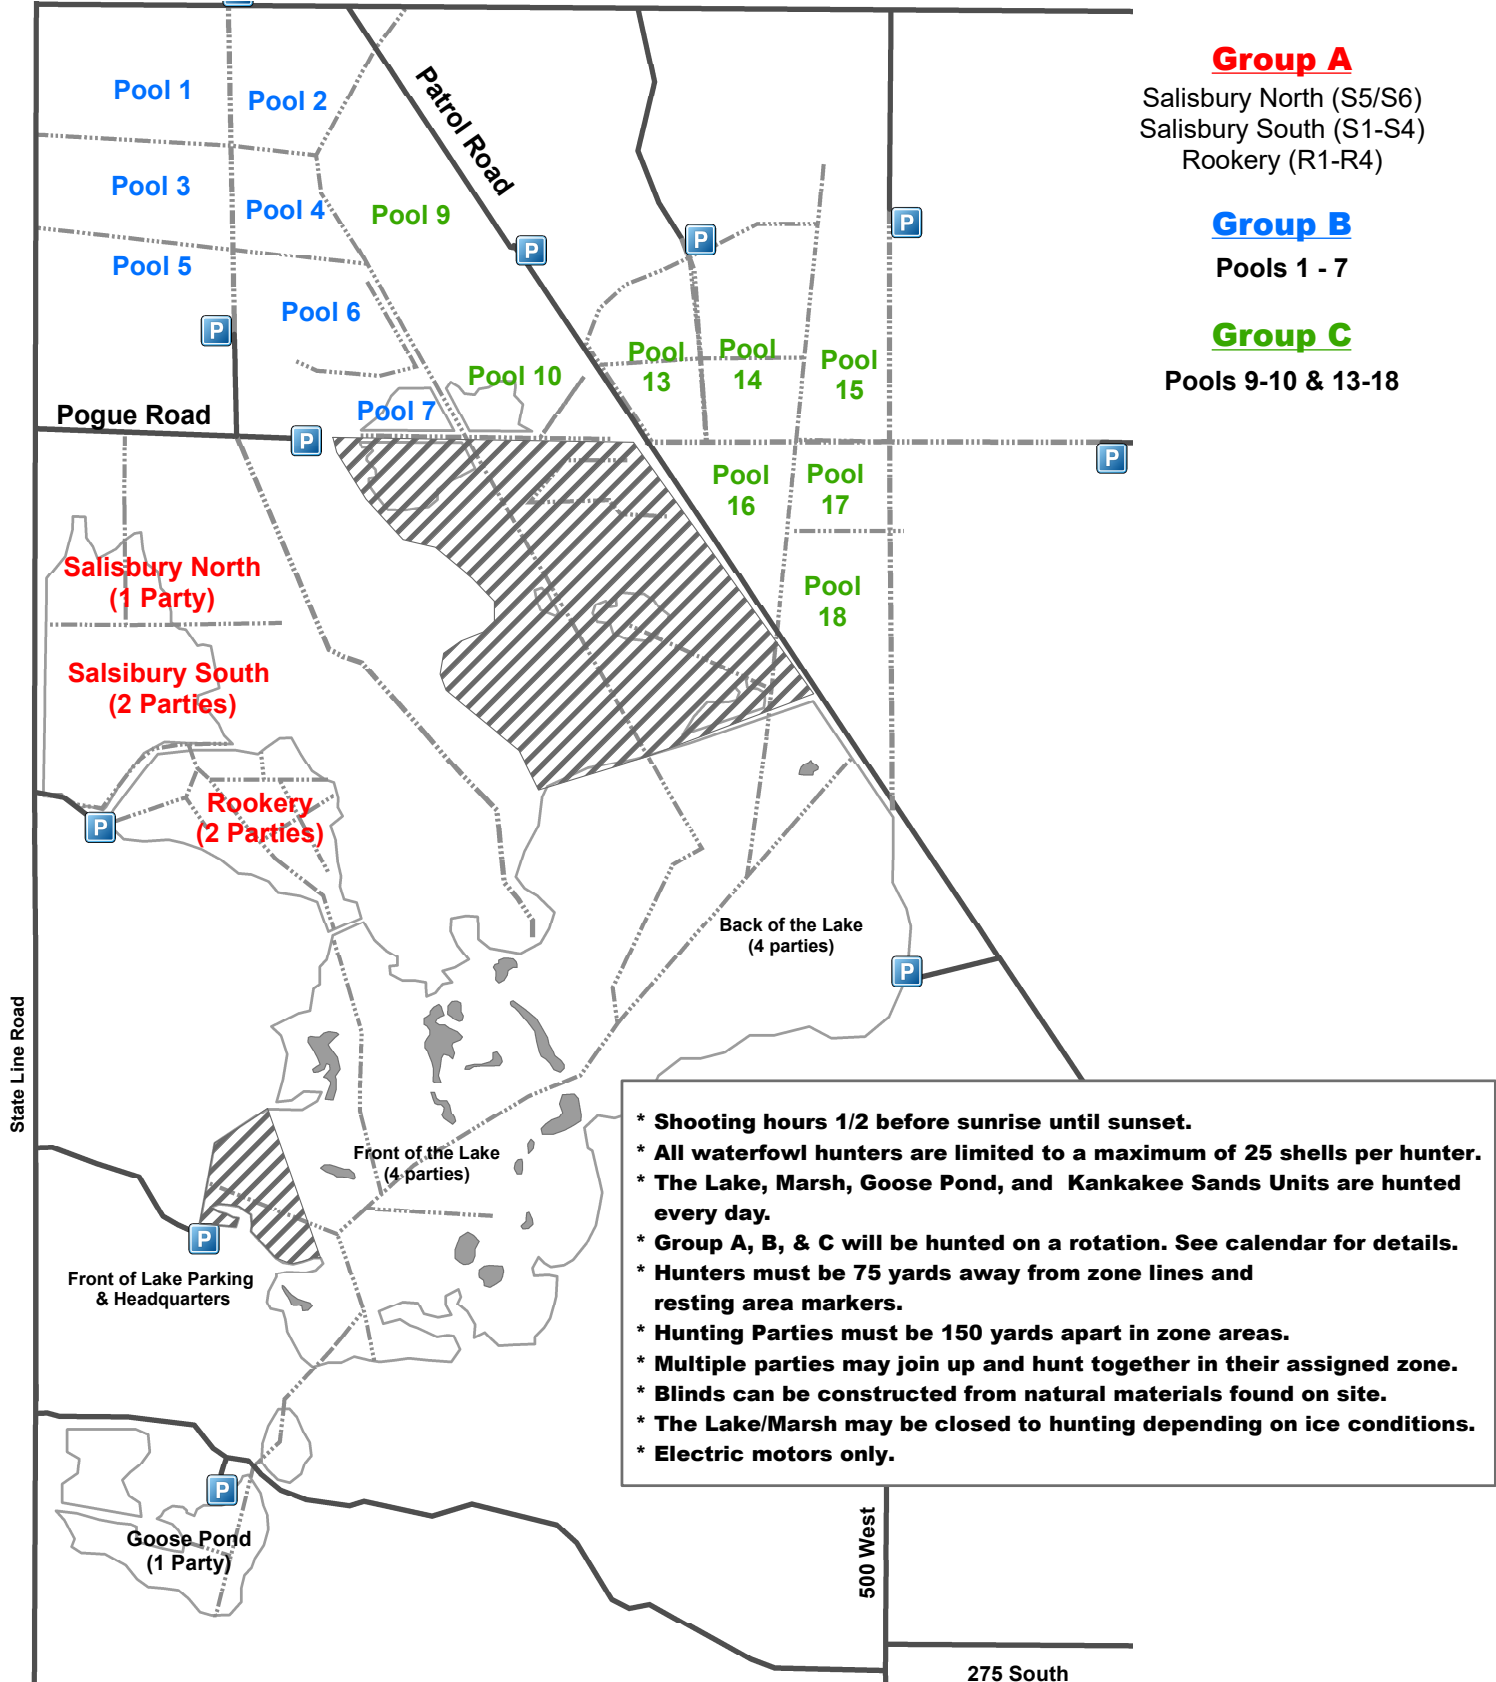 Group A
Salisbury North (S5/S6)
Salisbury South (S1-S4)
Rookery (R1-R4)
Group B
Pools 1 - 7
Group C
Pools 9-10 & 13-18
Patrol Road
Pool 1
Pool 2
Pool 3
Pool 4
Pool 9
Pool 5
Pool 6
P
P
P
P
Pool
13
Pool
14
Pool
15
Pool 10
Pool 7
Pogue Road
P
P
Pool
16
Pool
17
Pool
18
Salisbury North
(1 Party)
Salsibury South
(2 Parties)
Rookery
(2 Parties)
P
Back of the Lake
(4 parties)
P
State Line Road
Front of the Lake
(4 parties)
P
Front of Lake Parking
& Headquarters
* Shooting hours 1/2 before sunrise until sunset.
* All waterfowl hunters are limited to a maximum of 25 shells per hunter.
* The Lake, Marsh, Goose Pond, and Kankakee Sands Units are hunted
every day.
* Group A, B, & C will be hunted on a rotation. See calendar for details.
* Hunters must be 75 yards away from zone lines and
resting area markers.
* Hunting Parties must be 150 yards apart in zone areas.
* Multiple parties may join up and hunt together in their assigned zone.
* Blinds can be constructed from natural materials found on site.
* The Lake/Marsh may be closed to hunting depending on ice conditions.
* Electric motors only.
P
Goose Pond
(1 Party)
500 West
275 South